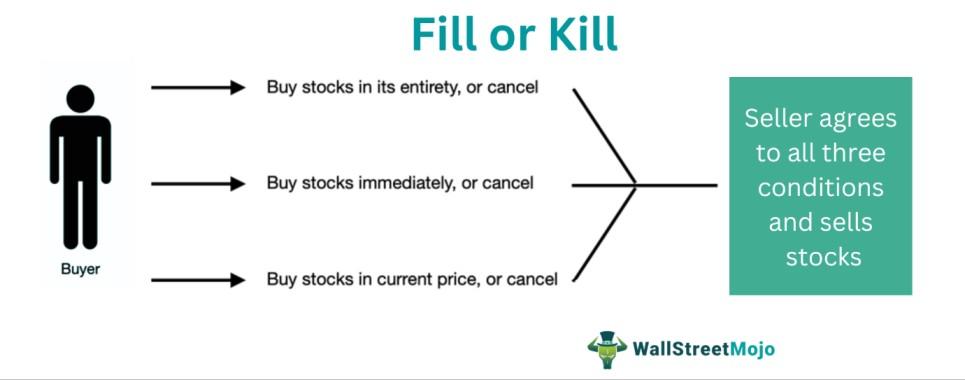 Fill or Kill
Buy stocks in its entirety, or cancel
Buy stocks immediately, or cancel
Buy stocks in current price, or cancel
Buyer
Seller agrees
to all three
conditions
and sells
stocks
WallStreetMojo